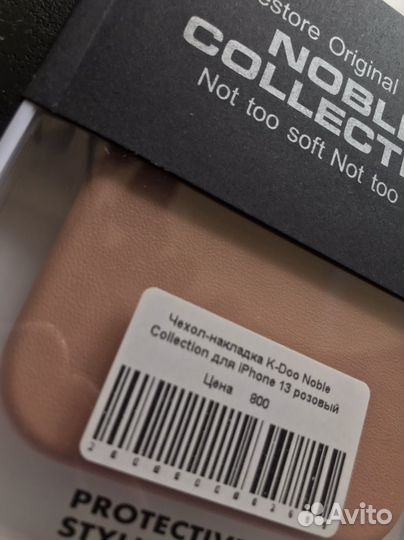 estore Original
NOBLE
COLLECTI
Not too soft Not too
Чехол-накладка K-Doo Noble
Collection для iPhone 13 розовый
Цена 800
PROTECTIVE
STYL
Avito